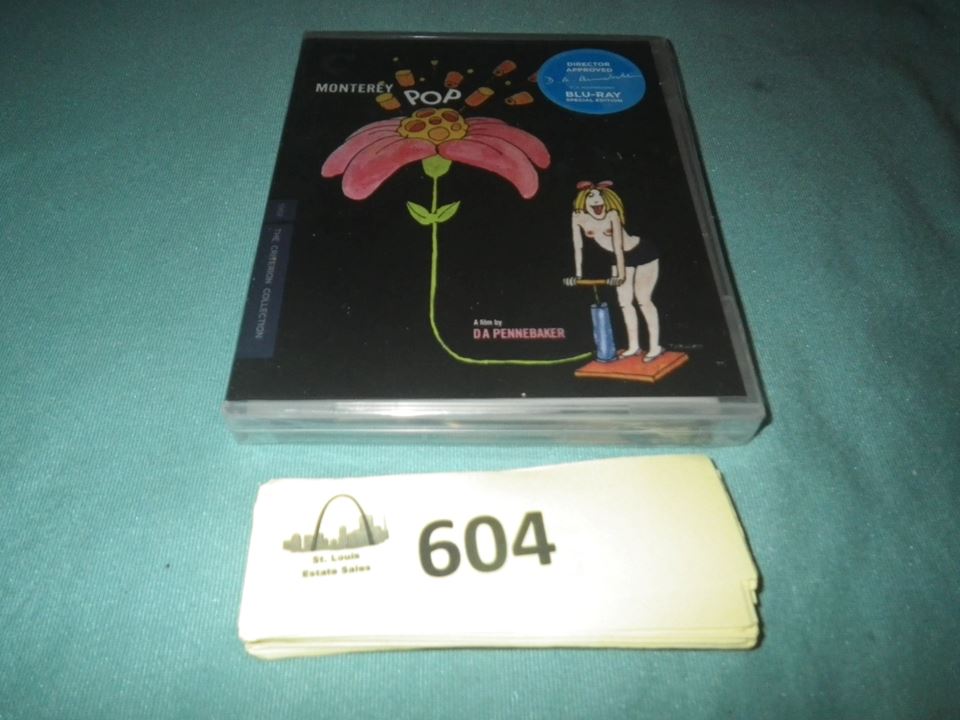 MONTEREY
POP
DIRECTOR
APPROVED
BLU-RAY
SPECIAL EDITION
THE CRITERION COLLECTION
A film by
D A PENNEBAKER
St. Louis
Estate Sales
604